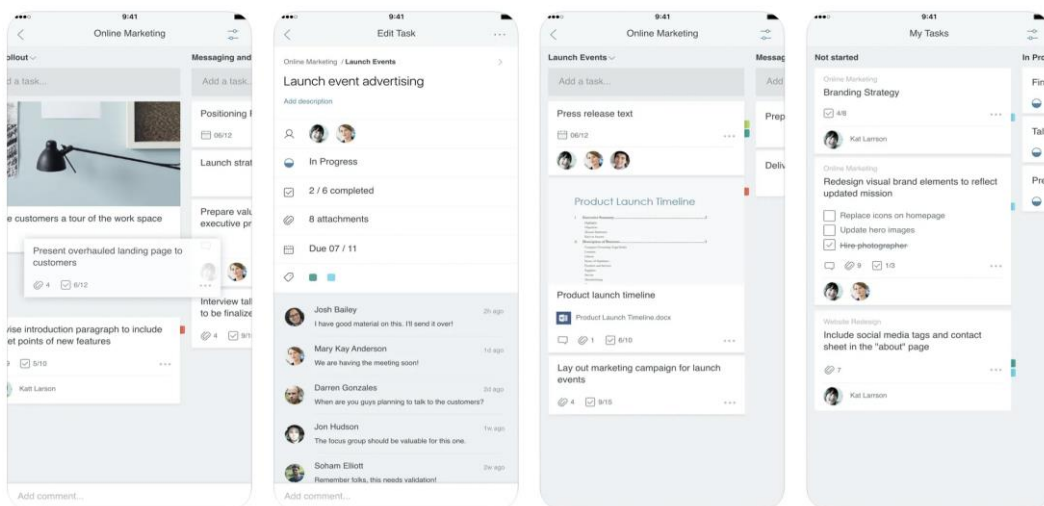 9:41
Online Marketing
ollout
Messaging and
d a task...
Add a task...
Positioning
06/12
Launch strat
e customers a tour of the work space
Prepare valu
executive pr
Present overhauled landing page to
customers
4 6/12
Interview tal
to be finalize
4 9/1
vise introduction paragraph to include
et points of new features
5/10
Katt Larson
Add comment...
9:41
Edit Task
Online Marketing / Launch Events
Launch event advertising
Add description
In Progress
2 / 6 completed
8 attachments
Due 07 / 11
Josh Bailey 2h ago
I have good material on this. I'll send it over!
Mary Kay Anderson 1d ago
We are having the meeting soon!
Darren Gonzales 2d ago
When are you guys planning to talk to the customers?
Jon Hudson 1w ago
The focus group should be valuable for this one.
Soham Elliott 2w ago
Remember folks, this needs validation!
Add comment...
9:41
Online Marketing
Launch Events
Messag
Add a task...
Add
Press release text
06/12
Prep
Deliv
Product Launch Timeline
Product launch timeline
Product Launch Timeline.docx
1 6/10
Lay out marketing campaign for launch
events
4 9/15
9:41
My Tasks
Not started
In Pro
Online Marketing
Branding Strategy
4/8
Kat Larrson
Online Marketing
Redesign visual brand elements to reflect
updated mission
Replace icons on homepage
Update hero images
Hire photographer
9 1/3
Website Redesign
Include social media tags and contact
sheet in the "about" page
7
Kat Larrson
Fin
Tal
Pre